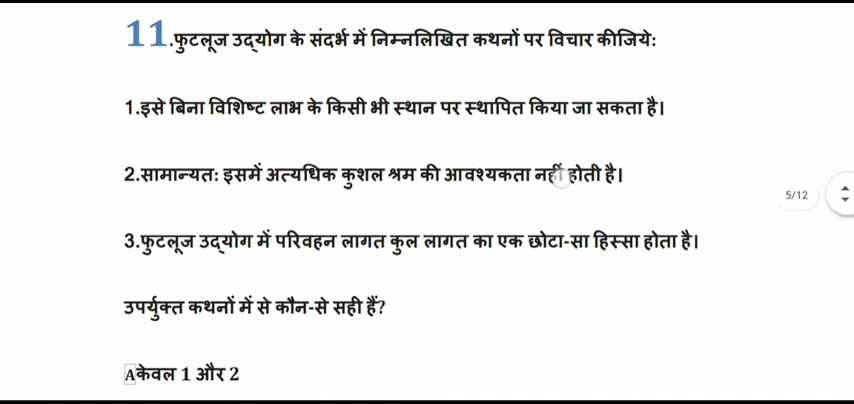 11.फुटलूज उद्योग के संदर्भ में निम्नलिखित कथनों पर विचार कीजिये:
1.इसे बिना विशिष्ट लाभ के किसी भी स्थान पर स्थापित किया जा सकता है।
2.सामान्यत: इसमें अत्यधिक कुशल श्रम की आवश्यकता नहीं होती है।
5/12
3.फुटलूज उद्योग में परिवहन लागत कुल लागत का एक छोटा-सा हिस्सा होता है।
उपर्युक्त कथनों में से कौन-से सही हैं?
Aकेवल 1 और 2